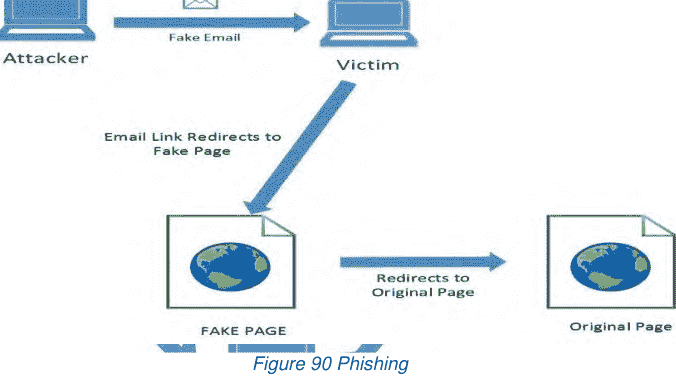 Fake Email
Attacker
Victim
Email Link Redirects to
Fake Page
Redirects to
Original Page
FAKE PAGE
Original Page
Figure 90 Phishing